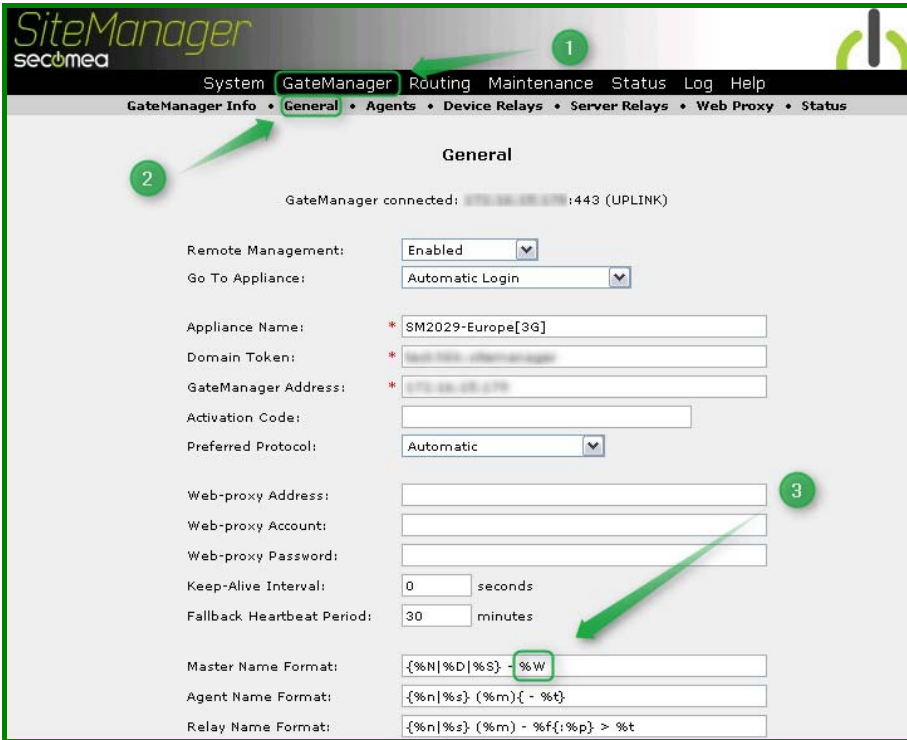 SiteManager
secomea
1
System GateManager Routing Maintenance Status Log Help
GateManager Info • General • Agents • Device Relays • Server Relays • Web Proxy • Status
2
General
GateManager connected: :443 (UPLINK)
Remote Management: Enabled
Go To Appliance: Automatic Login
Appliance Name: * SM2029-Europe[3G]
Domain Token: *
GateManager Address: *
Activation Code:
Preferred Protocol: Automatic
Web-proxy Address:
3
Web-proxy Account:
Web-proxy Password:
Keep-Alive Interval: 0 seconds
Fallback Heartbeat Period: 30 minutes
Master Name Format: {%N|%D|%S} - %W
Agent Name Format: {%n|%s} (%m){ - %t}
Relay Name Format: {%n|%s} (%m) - %f{:%p} > %t